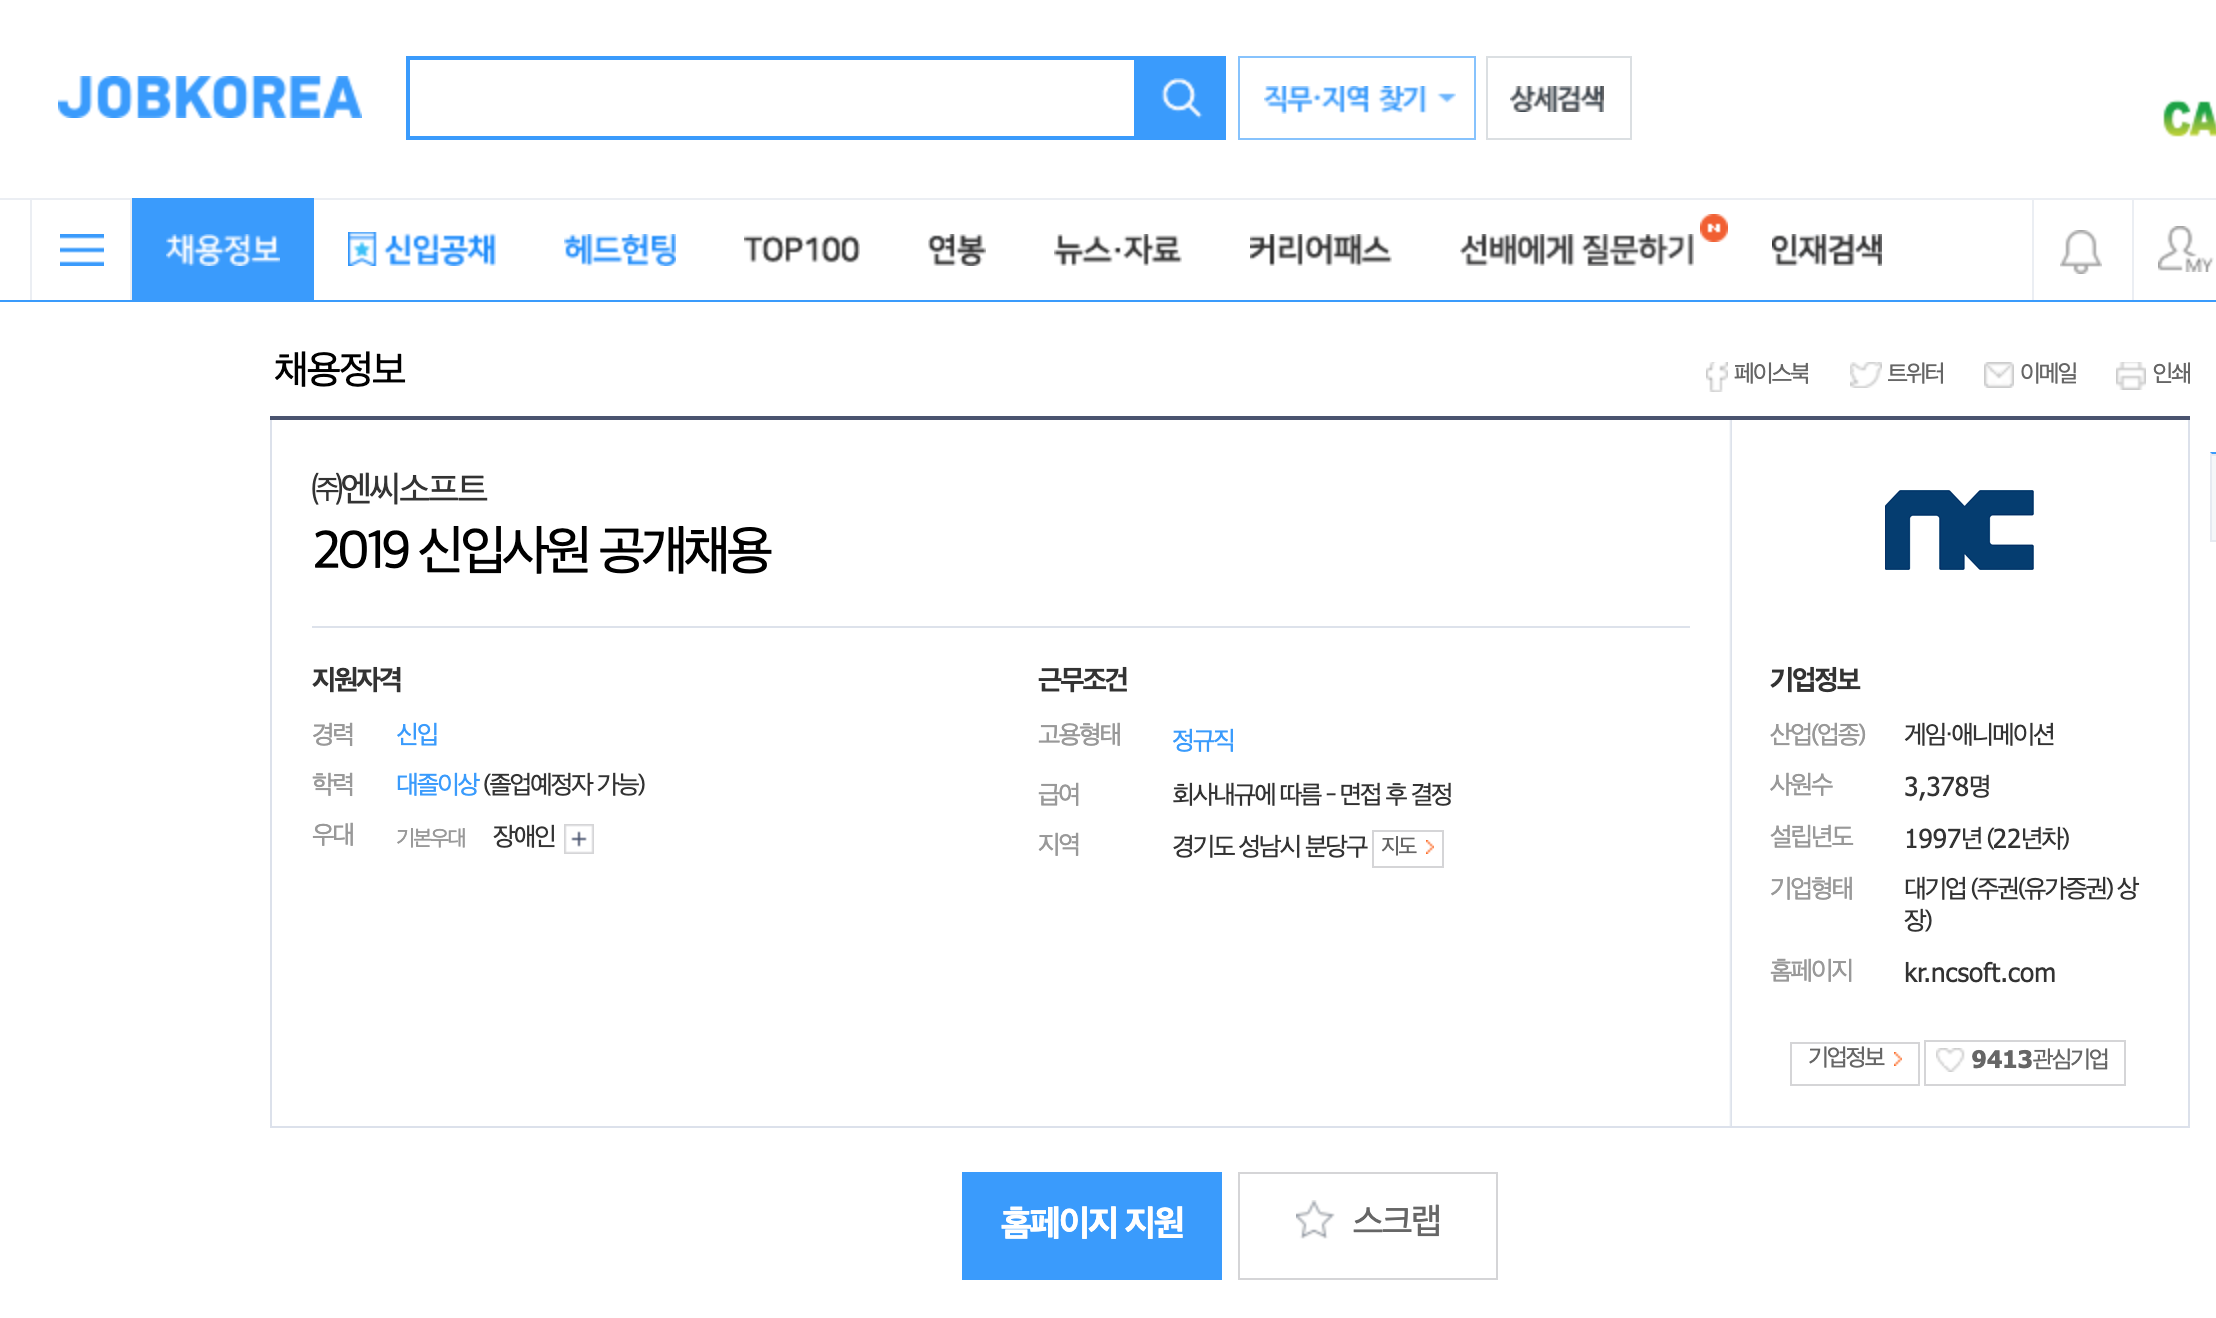 JOBKOREA
직무·지역 찾기
상세검색
CA
채용정보
신입공채
헤드헌팅
TOP100
연봉
뉴스·자료
커리어패스
선배에게 질문하기
N
인재검색
MY
채용정보
페이스북
트위터
이메일
인쇄
㈜엔씨소프트
2019 신입사원 공개채용
nc
지원자격
경력 신입
학력 대졸이상 (졸업예정자 가능)
우대 기본우대 장애인 +
근무조건
고용형태 정규직
급여 회사내규에 따름 - 면접 후 결정
지역 경기도 성남시 분당구 지도 >
기업정보
산업(업종) 게임·애니메이션
사원수 3,378명
설립년도 1997년 (22년차)
기업형태 대기업 (주권(유가증권) 상
장)
홈페이지 kr.ncsoft.com
기업정보 >
9413관심기업
홈페이지 지원
스크랩